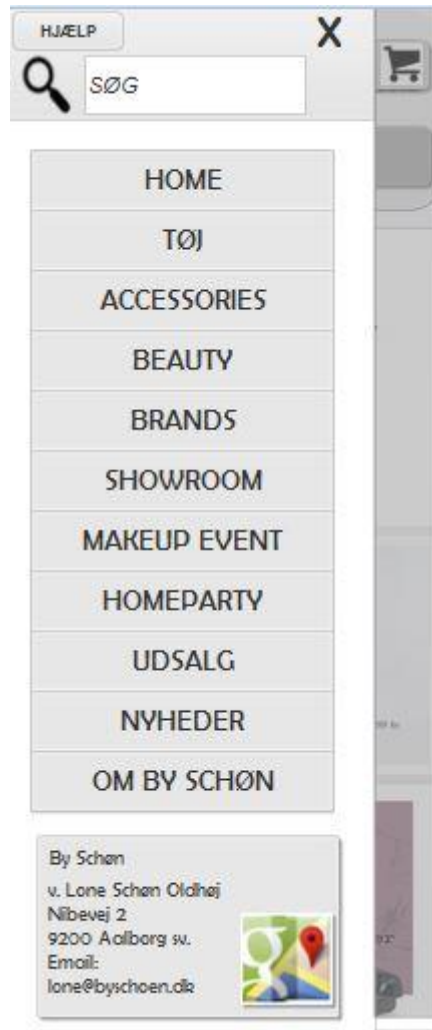 HJÆLP
X
SØG
HOME
TØJ
ACCESSORIES
BEAUTY
BRANDS
SHOWROOM
MAKEUP EVENT
HOMEPARTY
UDSALG
NYHEDER
OM BY SCHØN
By Schøn
v. Lone Schøn Oldhøj
Nibevej 2
9200 Aalborg sv.
Email:
lone@byschoen.dk